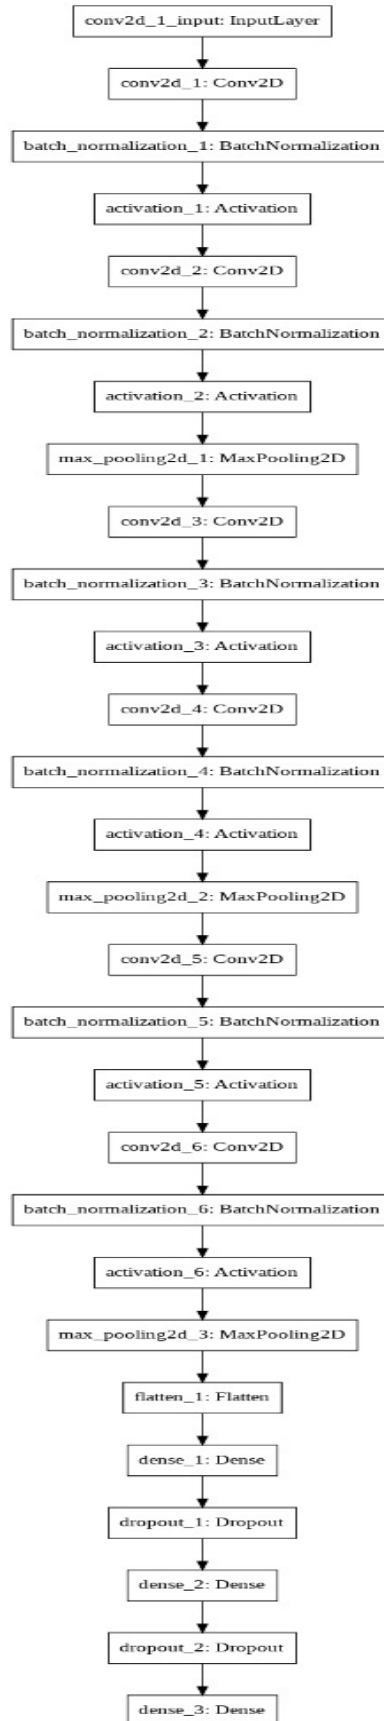 conv2d_1_input: InputLayer
conv2d_1: Conv2D
batch_normalization_1: BatchNormalization
activation_1: Activation
conv2d_2: Conv2D
batch_normalization_2: BatchNormalization
activation_2: Activation
max_pooling2d_1: MaxPooling2D
conv2d_3: Conv2D
batch_normalization_3: BatchNormalization
activation_3: Activation
conv2d_4: Conv2D
batch_normalization_4: BatchNormalization
activation_4: Activation
max_pooling2d_2: MaxPooling2D
conv2d_5: Conv2D
batch_normalization_5: BatchNormalization
activation_5: Activation
conv2d_6: Conv2D
batch_normalization_6: BatchNormalization
activation_6: Activation
max_pooling2d_3: MaxPooling2D
flatten_1: Flatten
dense_1: Dense
dropout_1: Dropout
dense_2: Dense
dropout_2: Dropout
dense_3: Dense